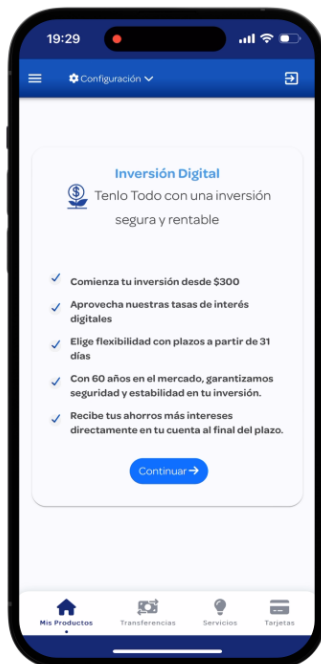 19:29
Configuración
Inversión Digital
Tenlo Todo con una inversión
segura y rentable
Comienza tu inversión desde $300
Aprovecha nuestras tasas de interés
digitales
Elige flexibilidad con plazos a partir de 31
días
Con 60 años en el mercado, garantizamos
seguridad y estabilidad en tu inversión.
Recibe tus ahorros más intereses
directamente en tu cuenta al final del plazo.
Continuar
Mis Productos Transferencias Servicios Tarjetas